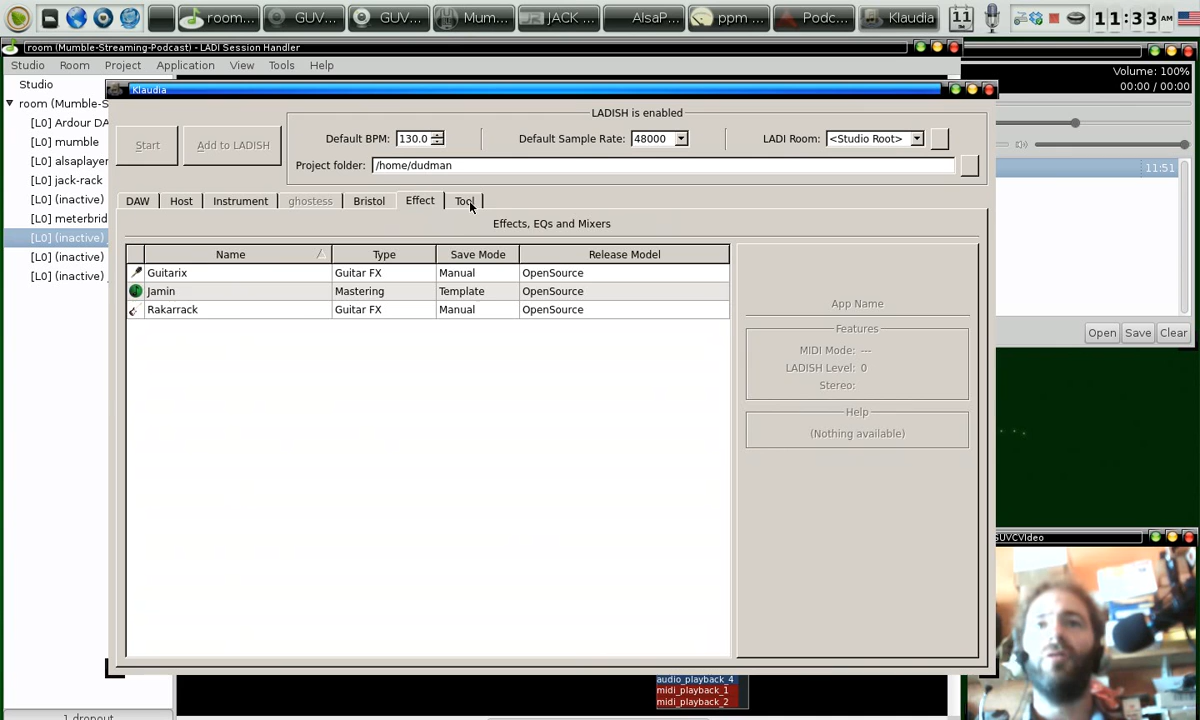 room...
GUV...
GUV...
Mum...
JACK ...
AlsaP...
ppm ...
Podc...
Klaudia
11
11:33 AM
room (Mumble-Streaming-Podcast) - LADI Session Handler
Studio Room Project Application View Tools Help
Volume: 100%
00:00 / 00:00
Studio
room (Mumble-S
[L0] Ardour DA
[L0] mumble
[L0] alsaplayer
[L0] jack-rack
[L0] (inactive)
[L0] meterbrid
[L0] (inactive)
[L0] (inactive)
[L0] (inactive)
Klaudia
LADISH is enabled
Start
Add to LADISH
Default BPM: 130.0
Default Sample Rate: 48000
LADI Room: <Studio Root>
Project folder: /home/dudman
DAW Host Instrument ghostess Bristol Effect Tool
Effects, EQs and Mixers
Name Type Save Mode Release Model
Guitarix Guitar FX Manual OpenSource
Jamin Mastering Template OpenSource
Rakarrack Guitar FX Manual OpenSource
App Name
Features
MIDI Mode: ---
LADISH Level: 0
Stereo:
Help
(Nothing available)
11:51
Open Save Clear
GUVCVIdeo
audio_playback_4
midi_playback_1
midi_playback_2
1 dropout